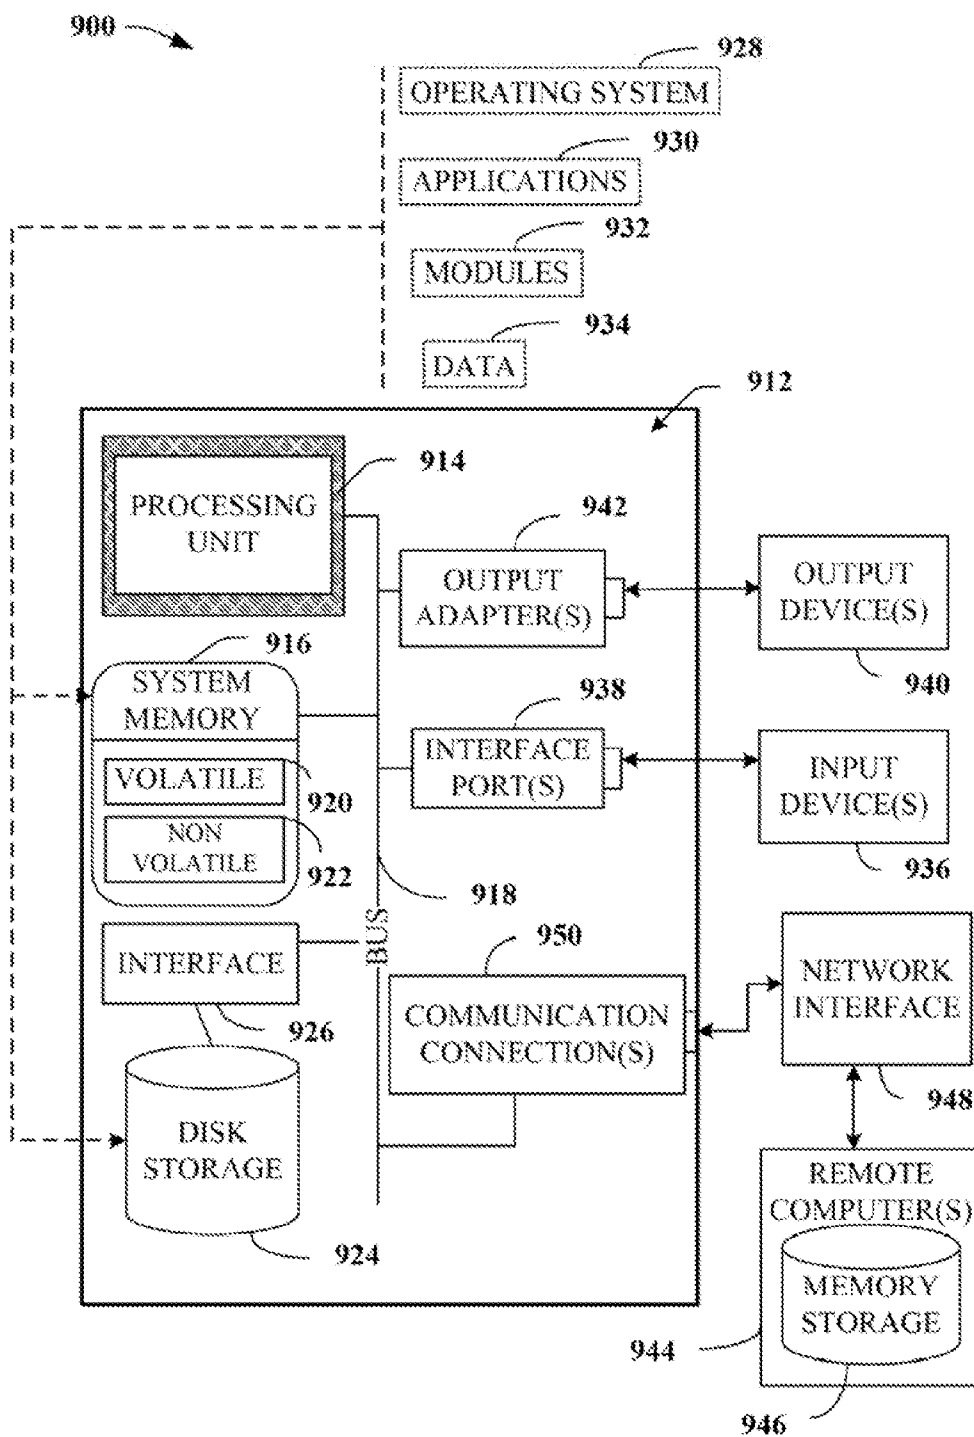 900
928
OPERATING SYSTEM
930
APPLICATIONS
932
MODULES
934
DATA
912
914
PROCESSING
UNIT
942
OUTPUT
ADAPTER(S)
OUTPUT
DEVICE(S)
940
916
SYSTEM
MEMORY
938
INTERFACE
PORT(S)
INPUT
DEVICE(S)
936
VOLATILE
920
NON
VOLATILE
922
918
BUS
950
INTERFACE
926
COMMUNICATION
CONNECTION(S)
NETWORK
INTERFACE
948
DISK
STORAGE
924
REMOTE
COMPUTER(S)
MEMORY
STORAGE
944
946